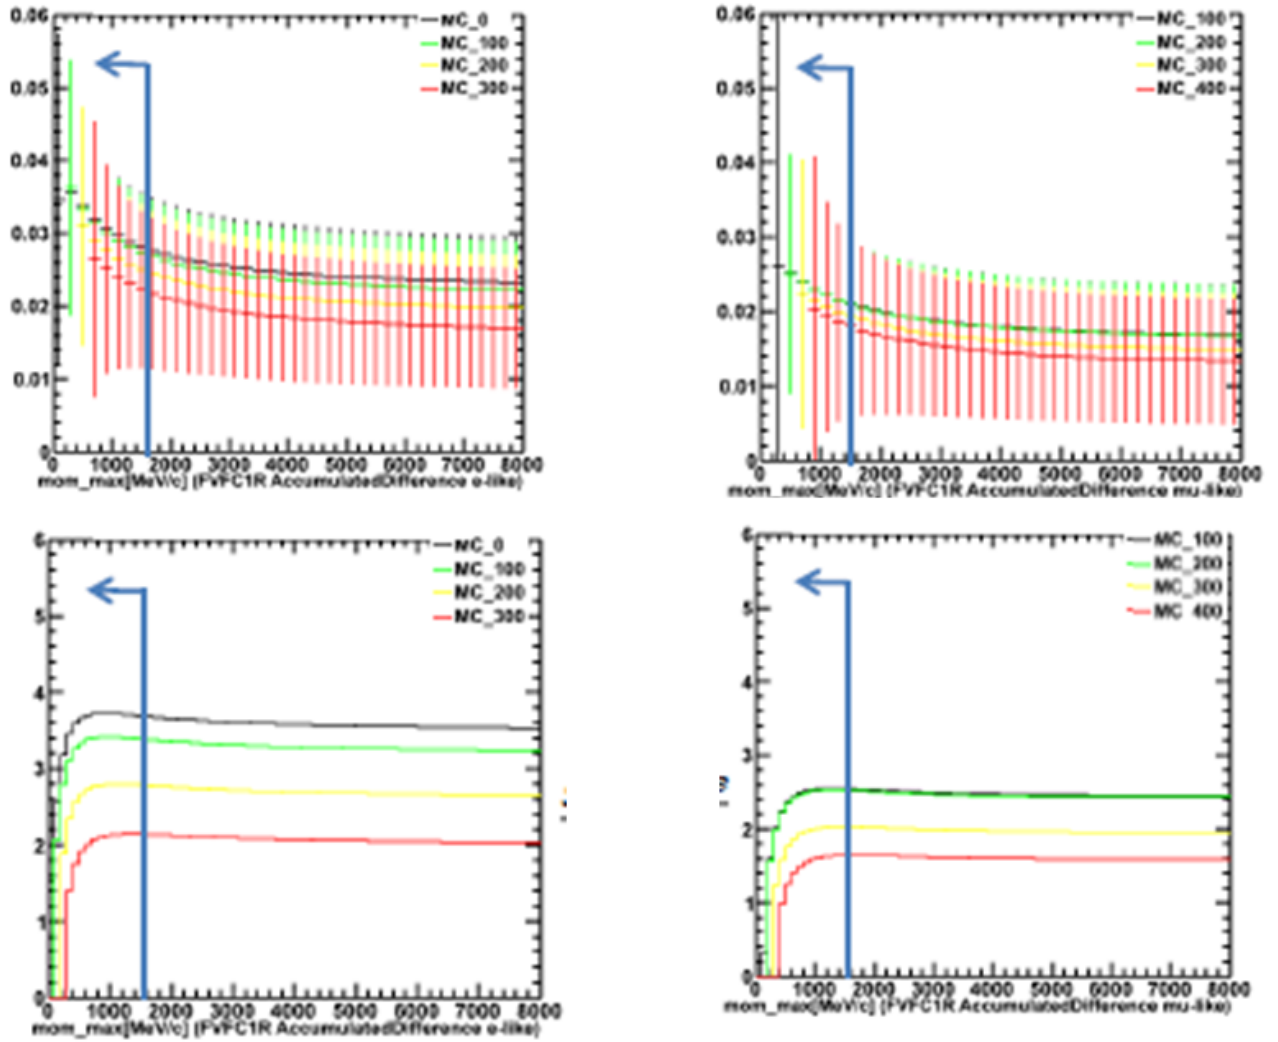 0.06
MC_0
MC_100
MC_200
MC_300
0.05
0.04
0.03
0.02
0.01
0
0 1000 2000 3000 4000 5000 6000 7000 8000
mom_max[MeV/c] (FVFC1R AccumulatedDifference e-like)
0.06
MC_100
MC_200
MC_300
MC_400
0.05
0.04
0.03
0.02
0.01
0
0 1000 2000 3000 4000 5000 6000 7000 8000
mom_max[MeV/c] (FVFC1R AccumulatedDifference mu-like)
6
MC_0
MC_100
MC_200
MC_300
5
4
3
2
1
0
0 1000 2000 3000 4000 5000 6000 7000 8000
mom_max[MeV/c] (FVFC1R AccumulatedDifference e-like)
6
MC_100
MC_200
MC_300
MC_400
5
4
3
2
1
0
0 1000 2000 3000 4000 5000 6000 7000 8000
mom_max[MeV/c] (FVFC1R AccumulatedDifference mu-like)